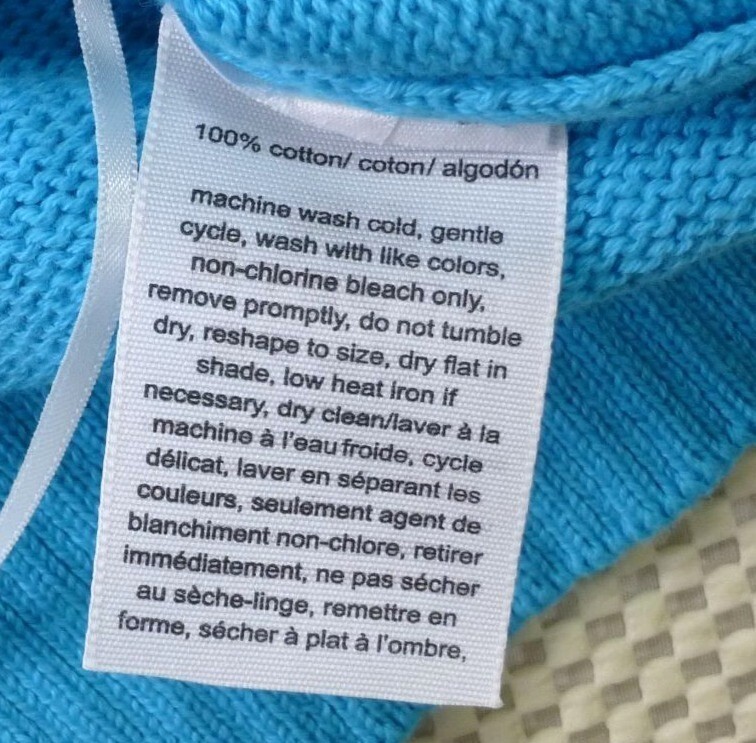 100% cotton/ coton/ algodón
machine wash cold, gentle
cycle, wash with like colors,
non-chlorine bleach only,
remove promptly, do not tumble
dry, reshape to size, dry flat in
shade, low heat iron if
necessary, dry clean/laver à la
machine à l'eau froide, cycle
délicat, laver en séparant les
couleurs, seulement agent de
blanchiment non-chlore, retirer
immédiatement, ne pas sécher
au sèche-linge, remettre en
forme, sécher à plat à l'ombre,